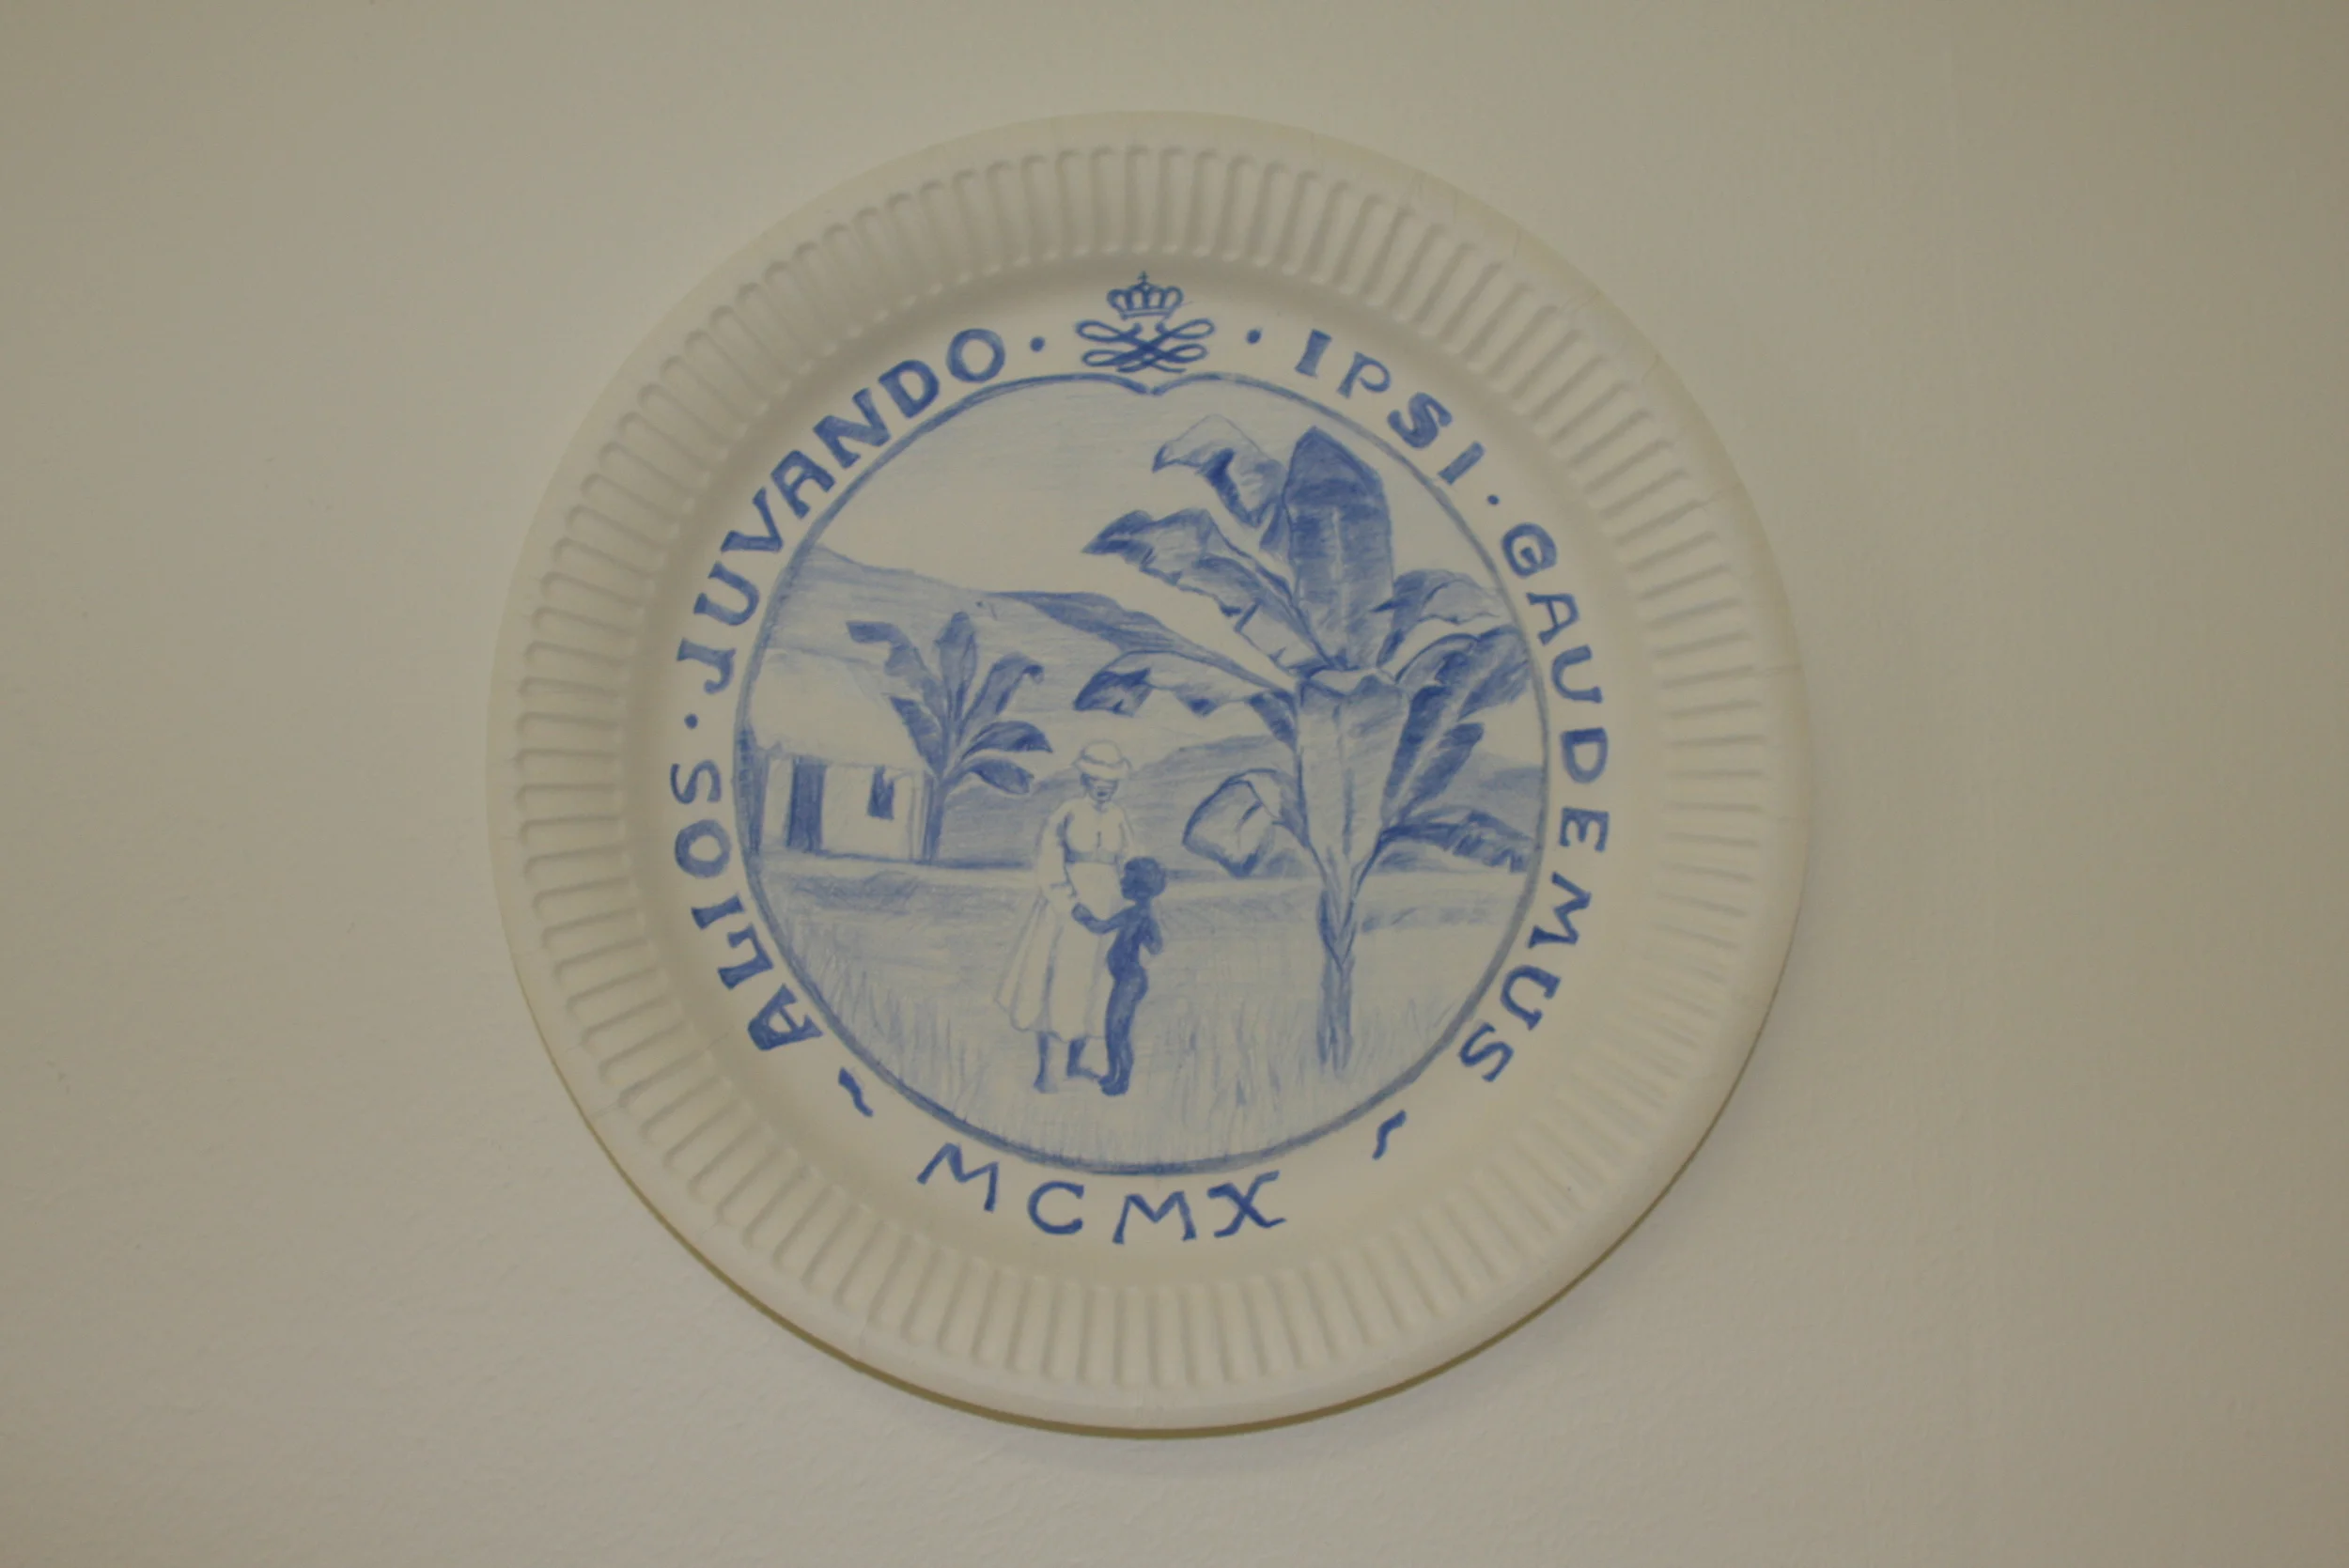 ALIOS · JUVANDO · IPSI · GAUDEMUS
~ MCMX ~